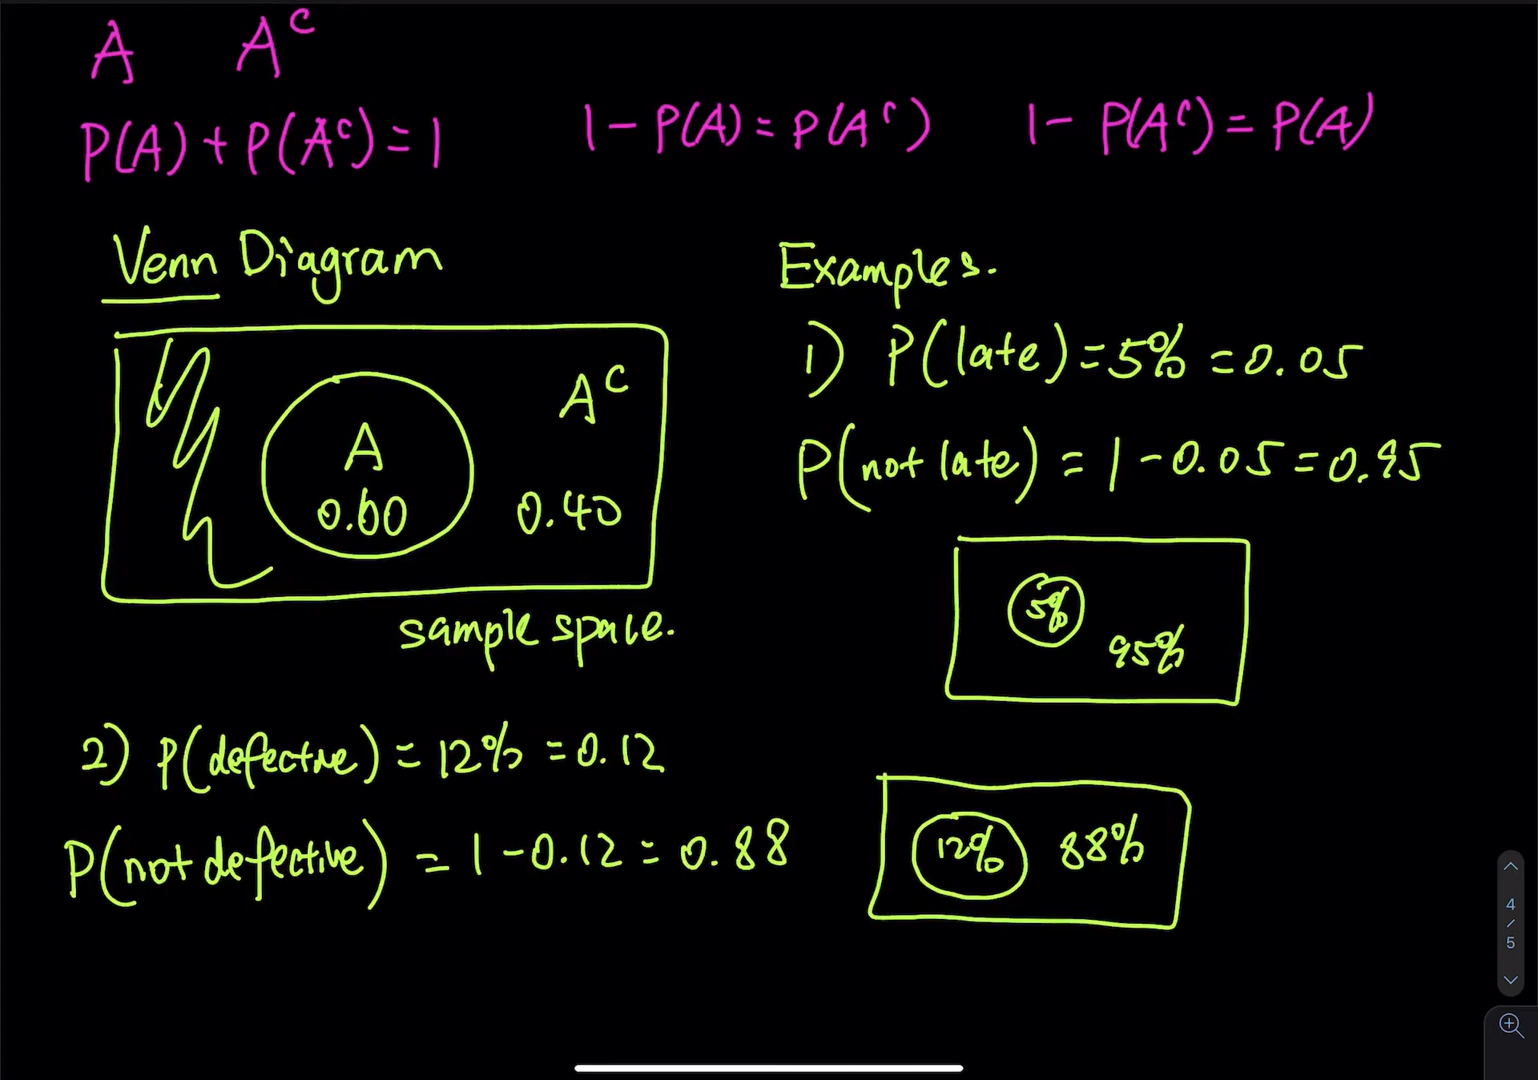 A A^c
P(A) + P(A^c) = 1 1 - P(A) = P(A^c) 1 - P(A^c) = P(A)
Venn Diagram
A
0.60
A^c
0.40
sample space.
Examples.
1) P(late) = 5% = 0.05
P(not late) = 1 - 0.05 = 0.95
5%
95%
2) P(defective) = 12% = 0.12
P(not defective) = 1 - 0.12 = 0.88
12% 88%
4
/
5